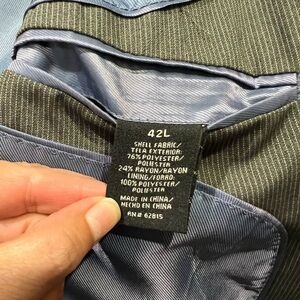 42L
SHELL FABRIC/
TELA EXTERIOR:
76% POLYESTER/
POLIESTER
24% RAYON/RAYON
LINING/FORRO:
100% POLYESTER/
POLIESTER
MADE IN CHINA/
HECHO EN CHINA
RN# 62815